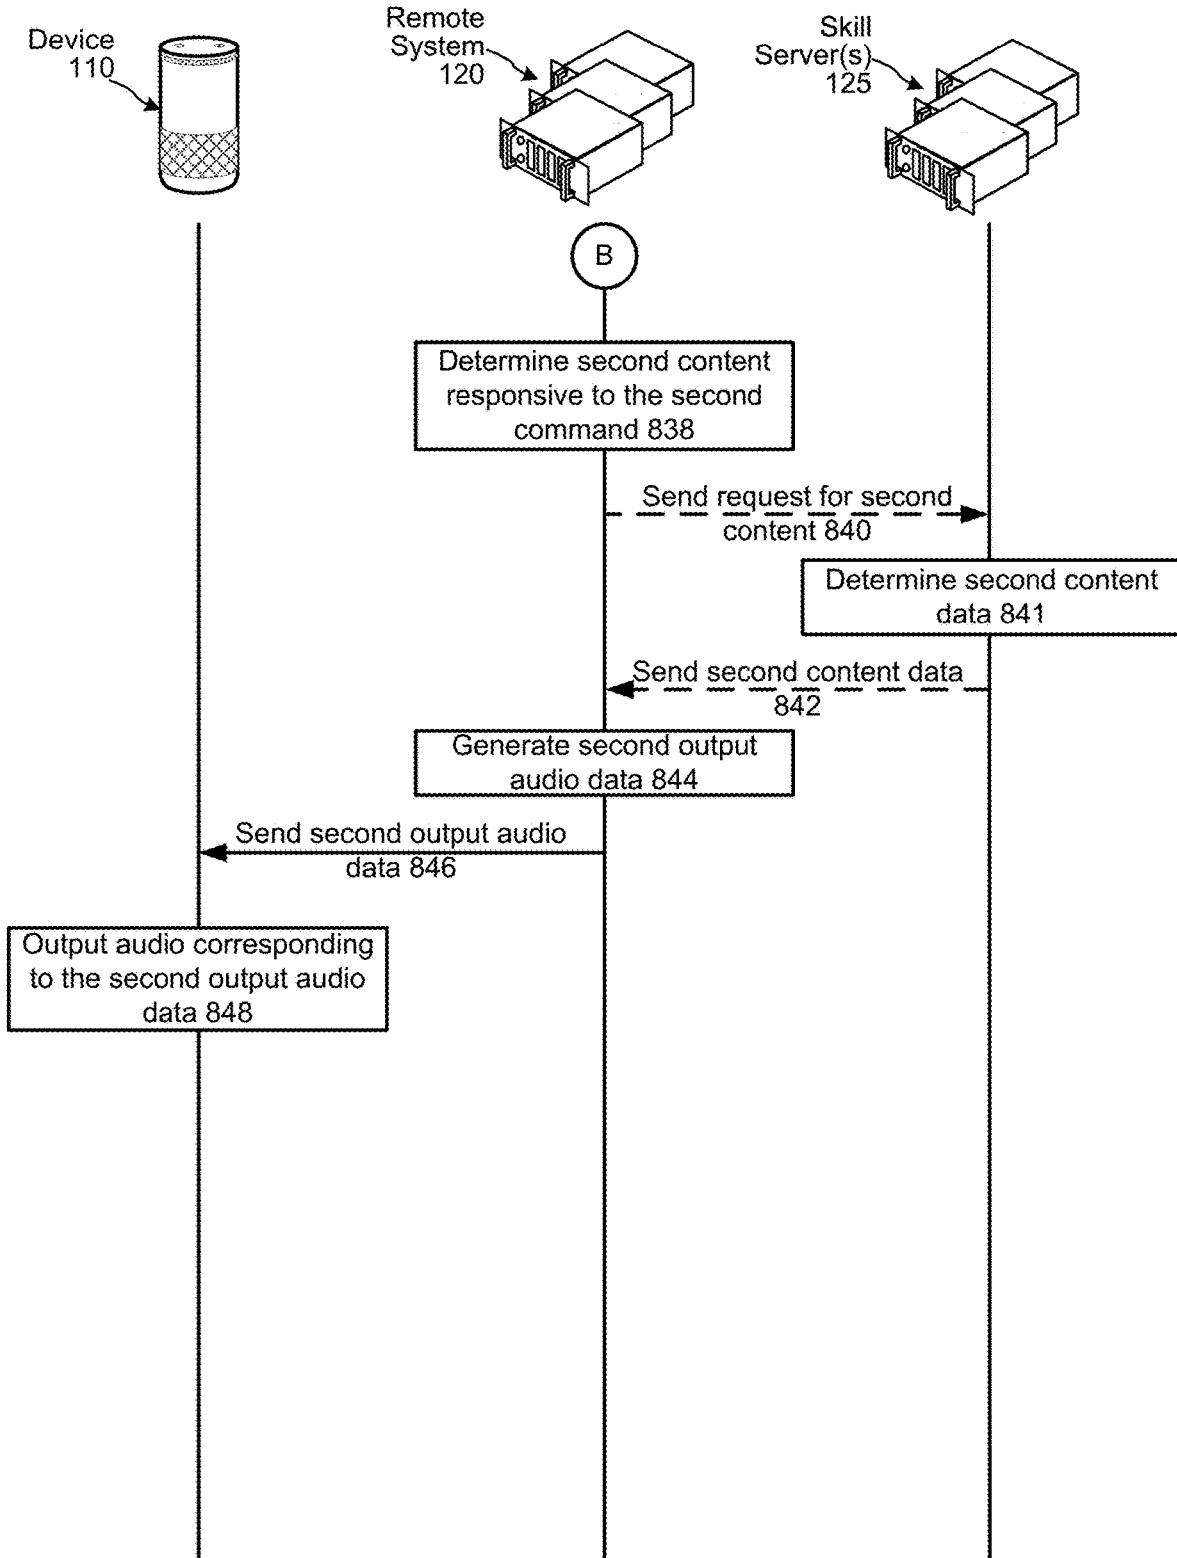 Device
110
Remote
System
120
Skill
Server(s)
125
B
Determine second content
responsive to the second
command 838
Send request for second
content 840
Determine second content
data 841
Send second content data
842
Generate second output
audio data 844
Send second output audio
data 846
Output audio corresponding
to the second output audio
data 848